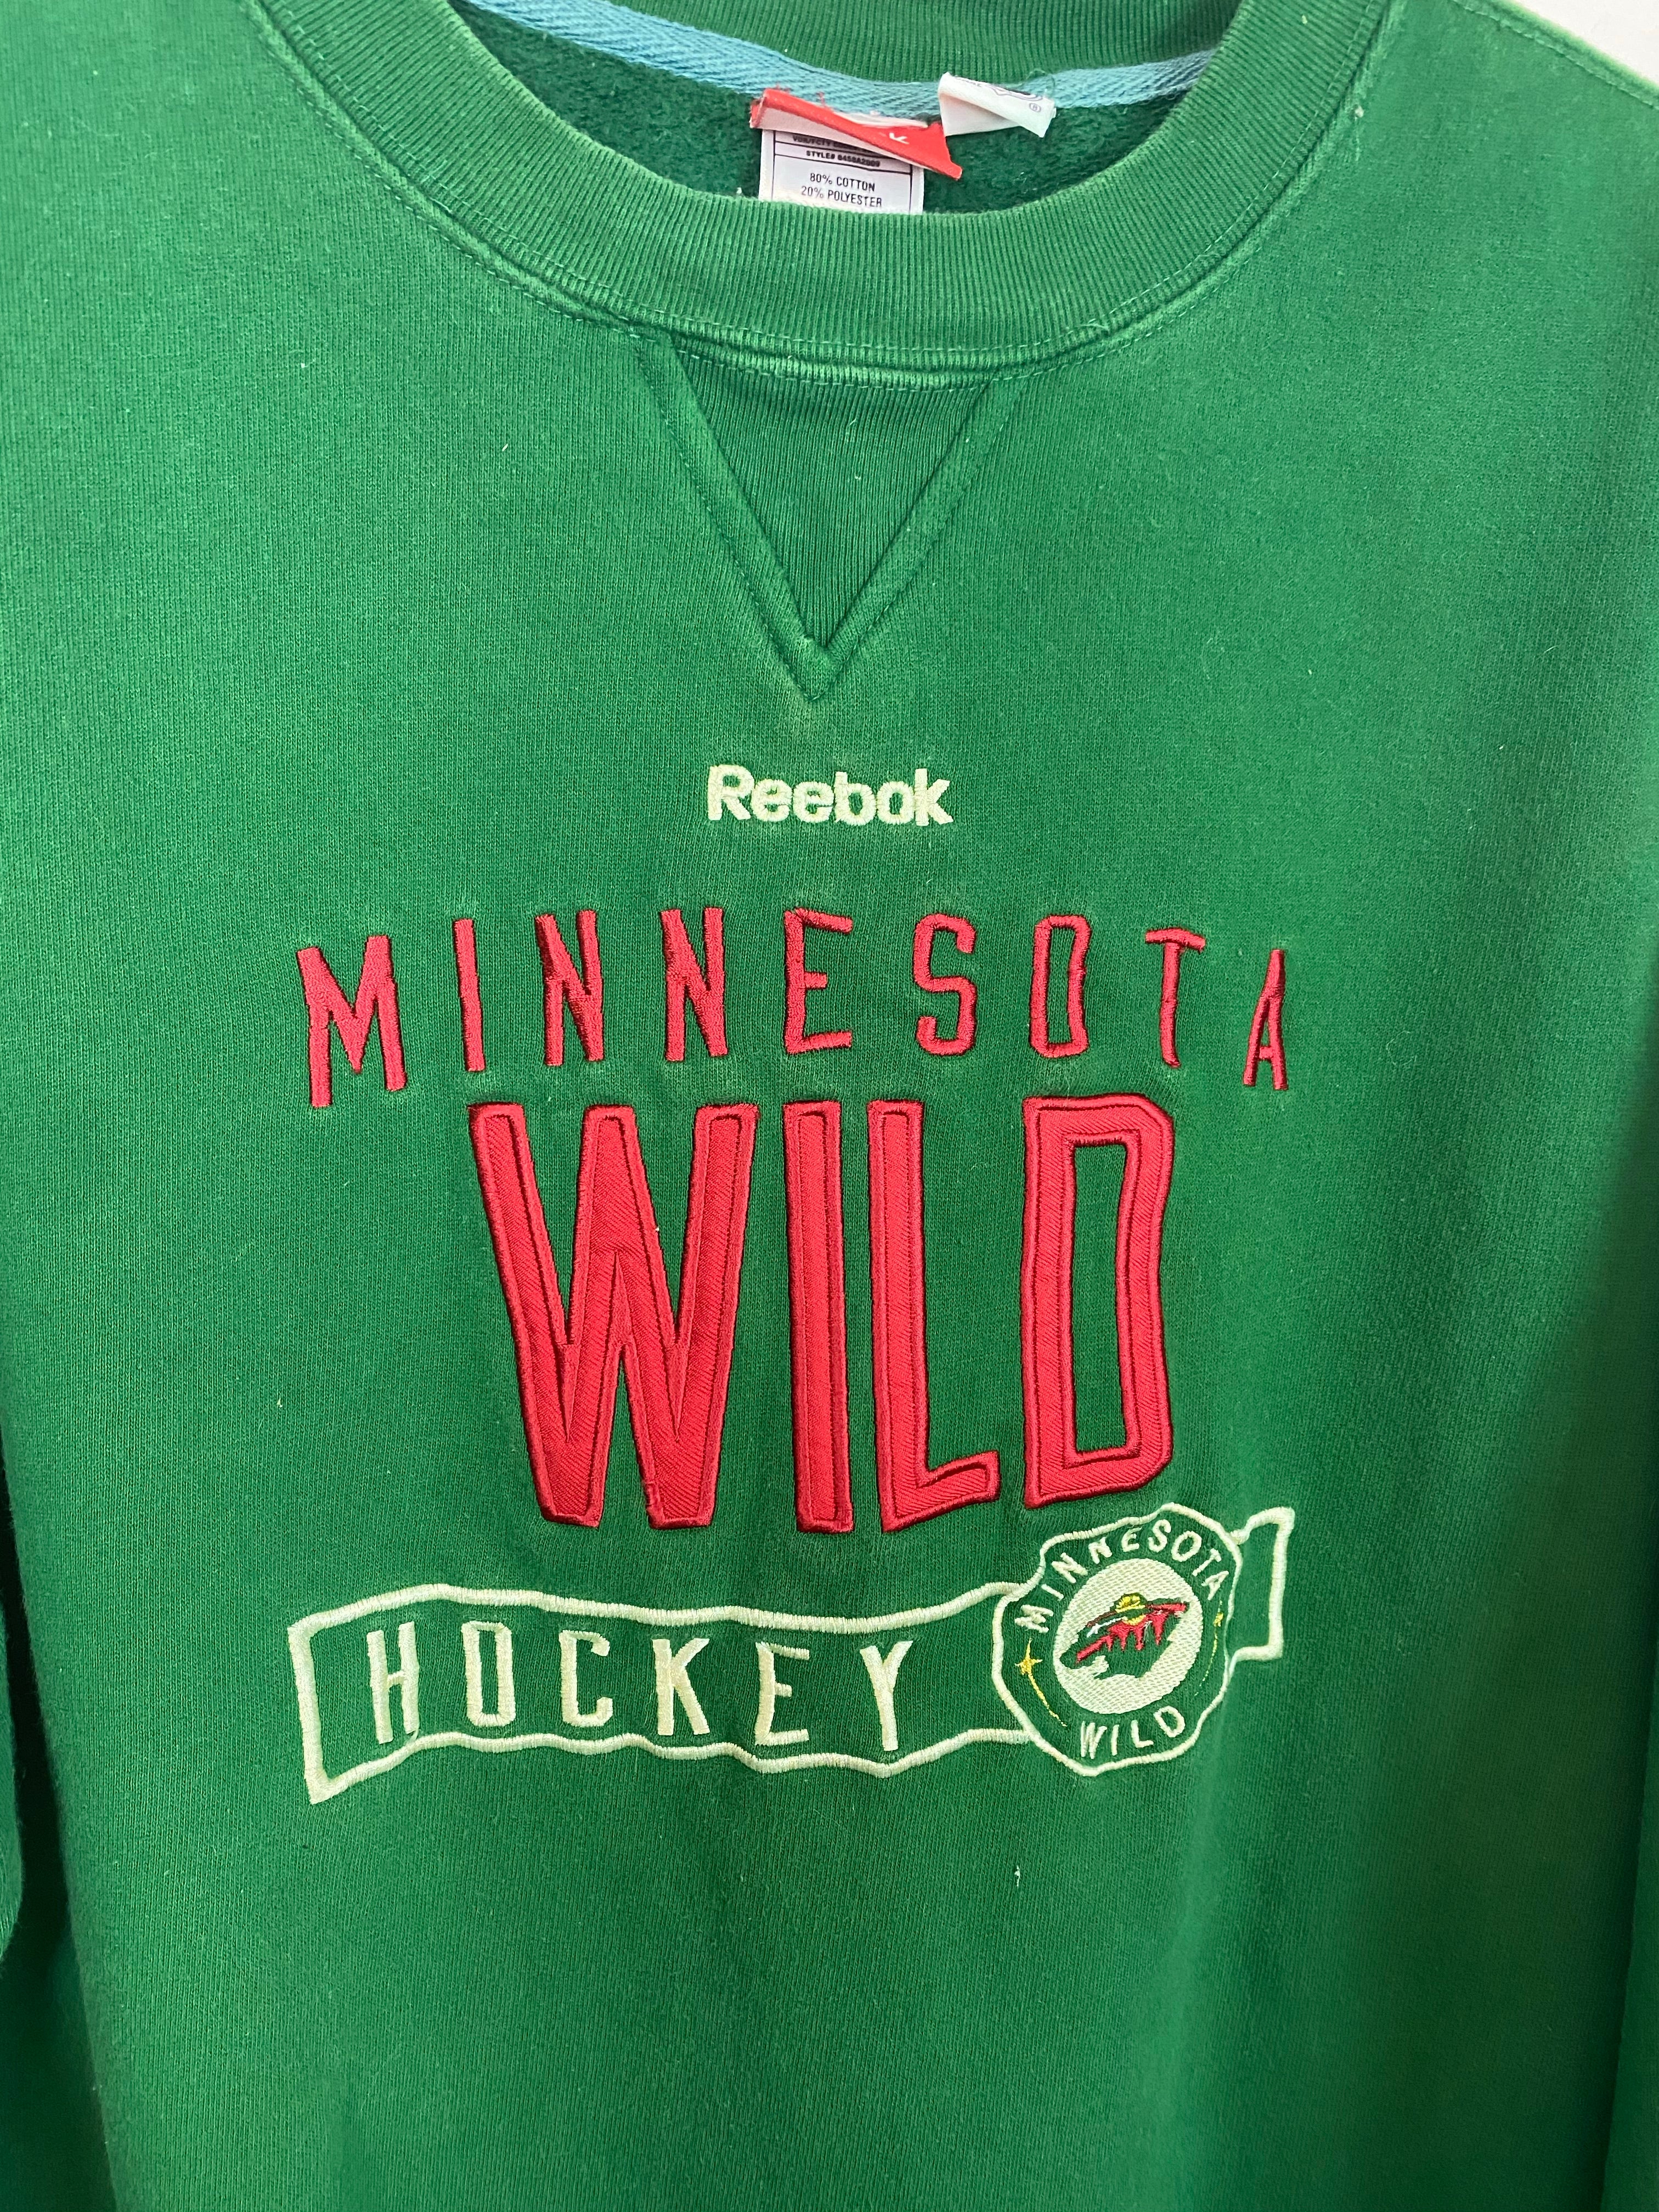 80% COTTON
20% POLYESTER
Reebok
MINNESOTA
WILD
HOCKEY
MINNESOTA
WILD